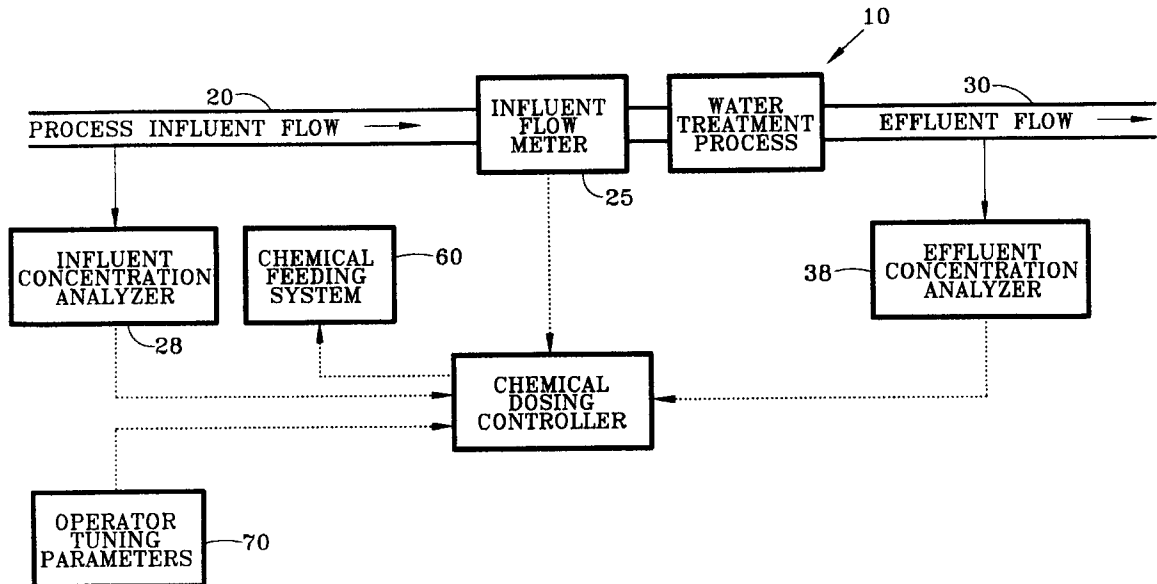 10
20
30
PROCESS INFLUENT FLOW
INFLUENT
FLOW
METER
WATER
TREATMENT
PROCESS
EFFLUENT FLOW
25
INFLUENT
CONCENTRATION
ANALYZER
28
CHEMICAL
FEEDING
SYSTEM
60
38
EFFLUENT
CONCENTRATION
ANALYZER
CHEMICAL
DOSING
CONTROLLER
OPERATOR
TUNING
PARAMETERS
70